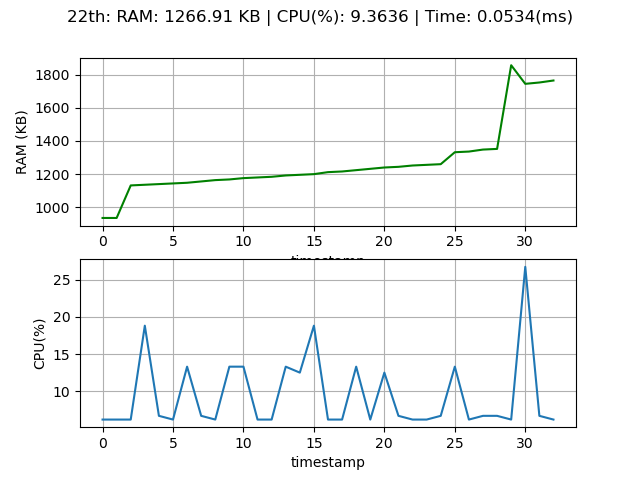 22th: RAM: 1266.91 KB | CPU(%): 9.3636 | Time: 0.0534(ms)
1800
1600
1400
1200
1000
RAM (KB)
0 5 10 15 20 25 30
timestamp
25
20
15
10
CPU(%)
0 5 10 15 20 25 30
timestamp